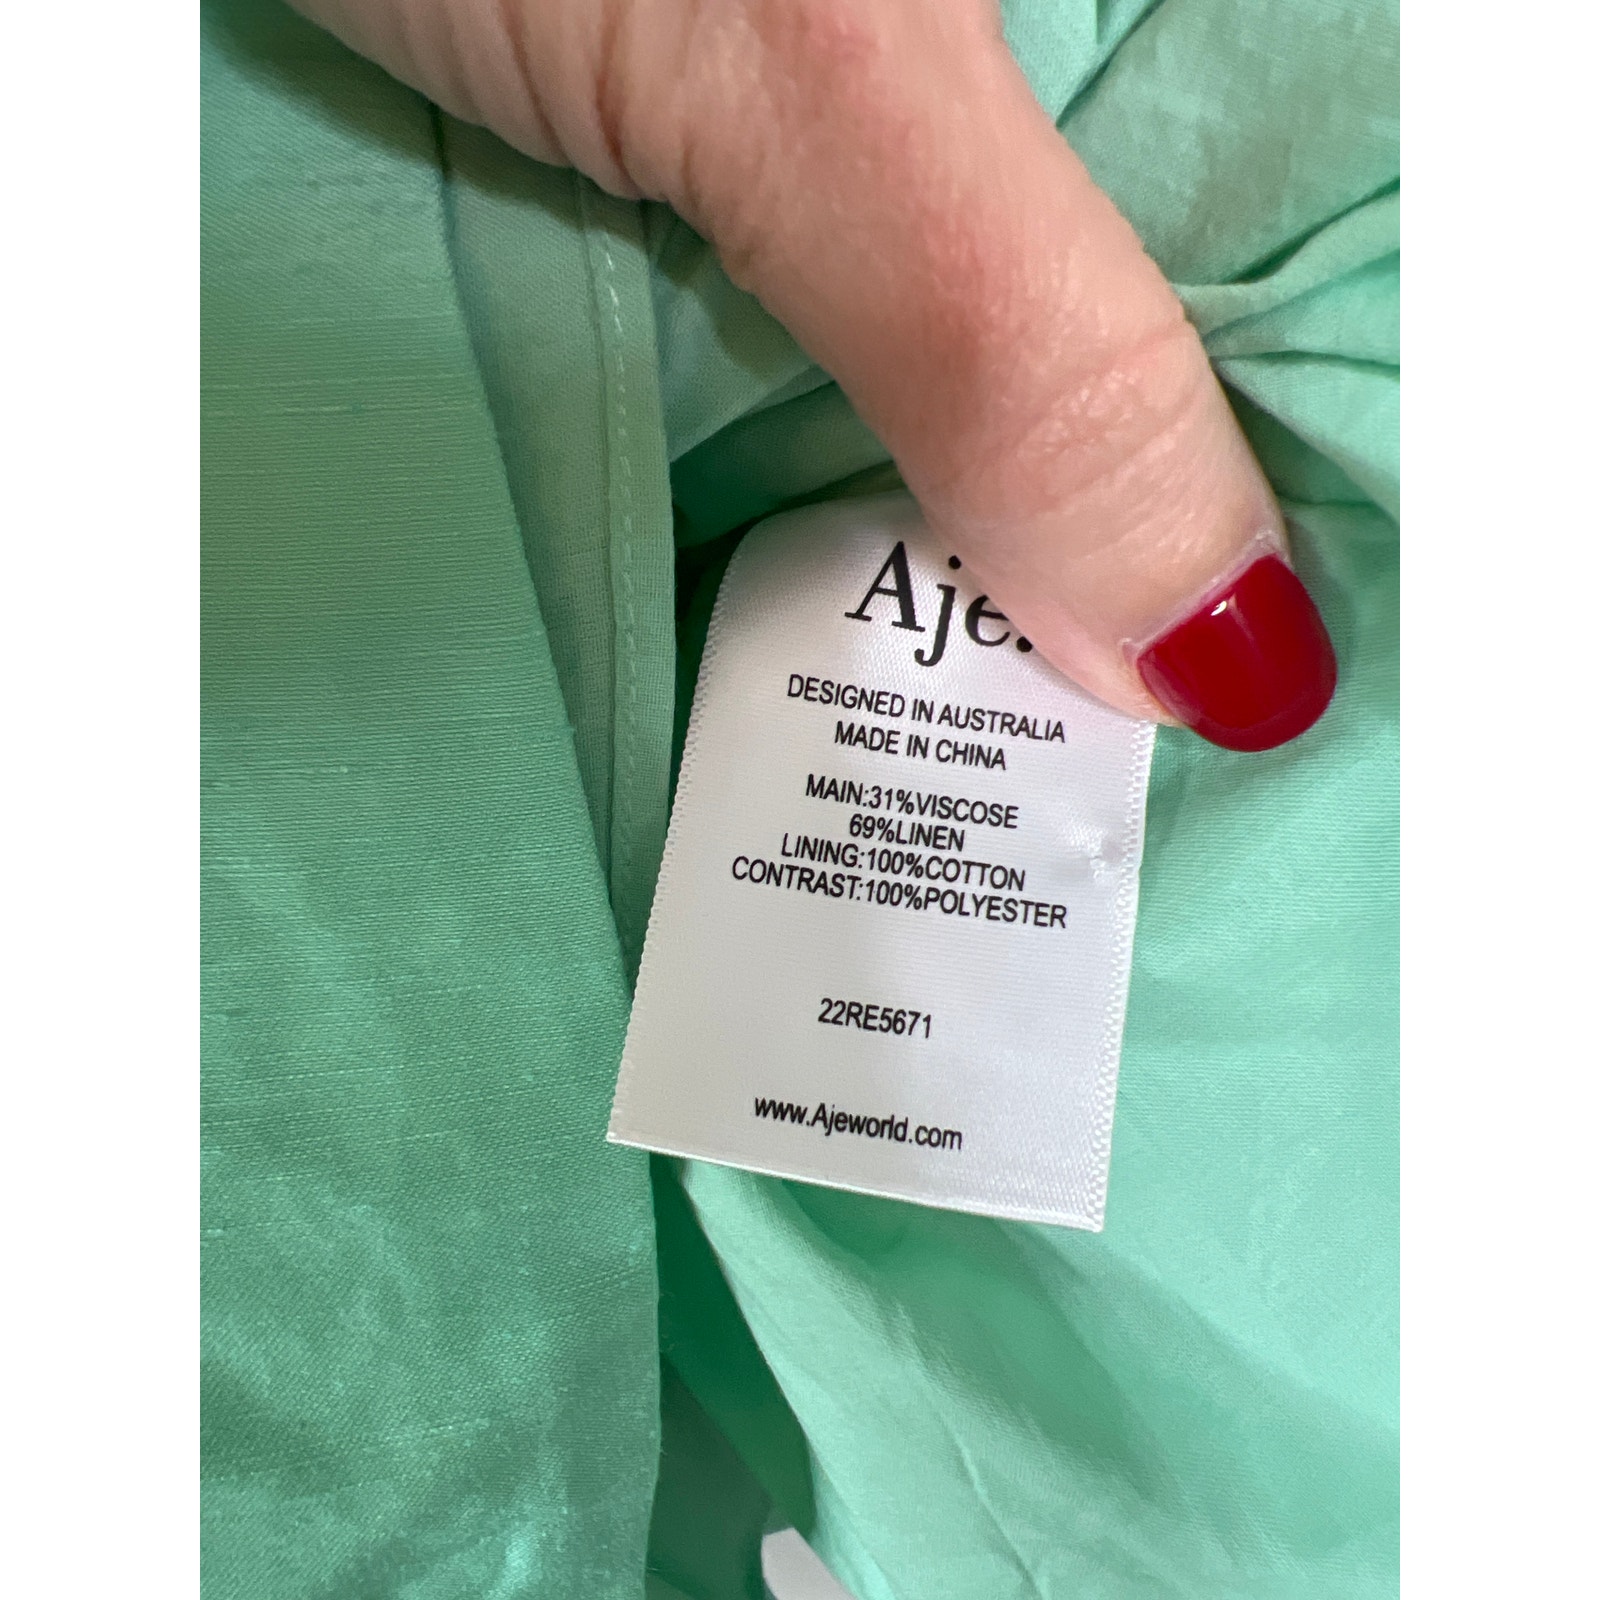 Aje.
DESIGNED IN AUSTRALIA
MADE IN CHINA
MAIN:31%VISCOSE
69%LINEN
LINING:100%COTTON
CONTRAST:100%POLYESTER
22RE5671
www.Ajeworld.com